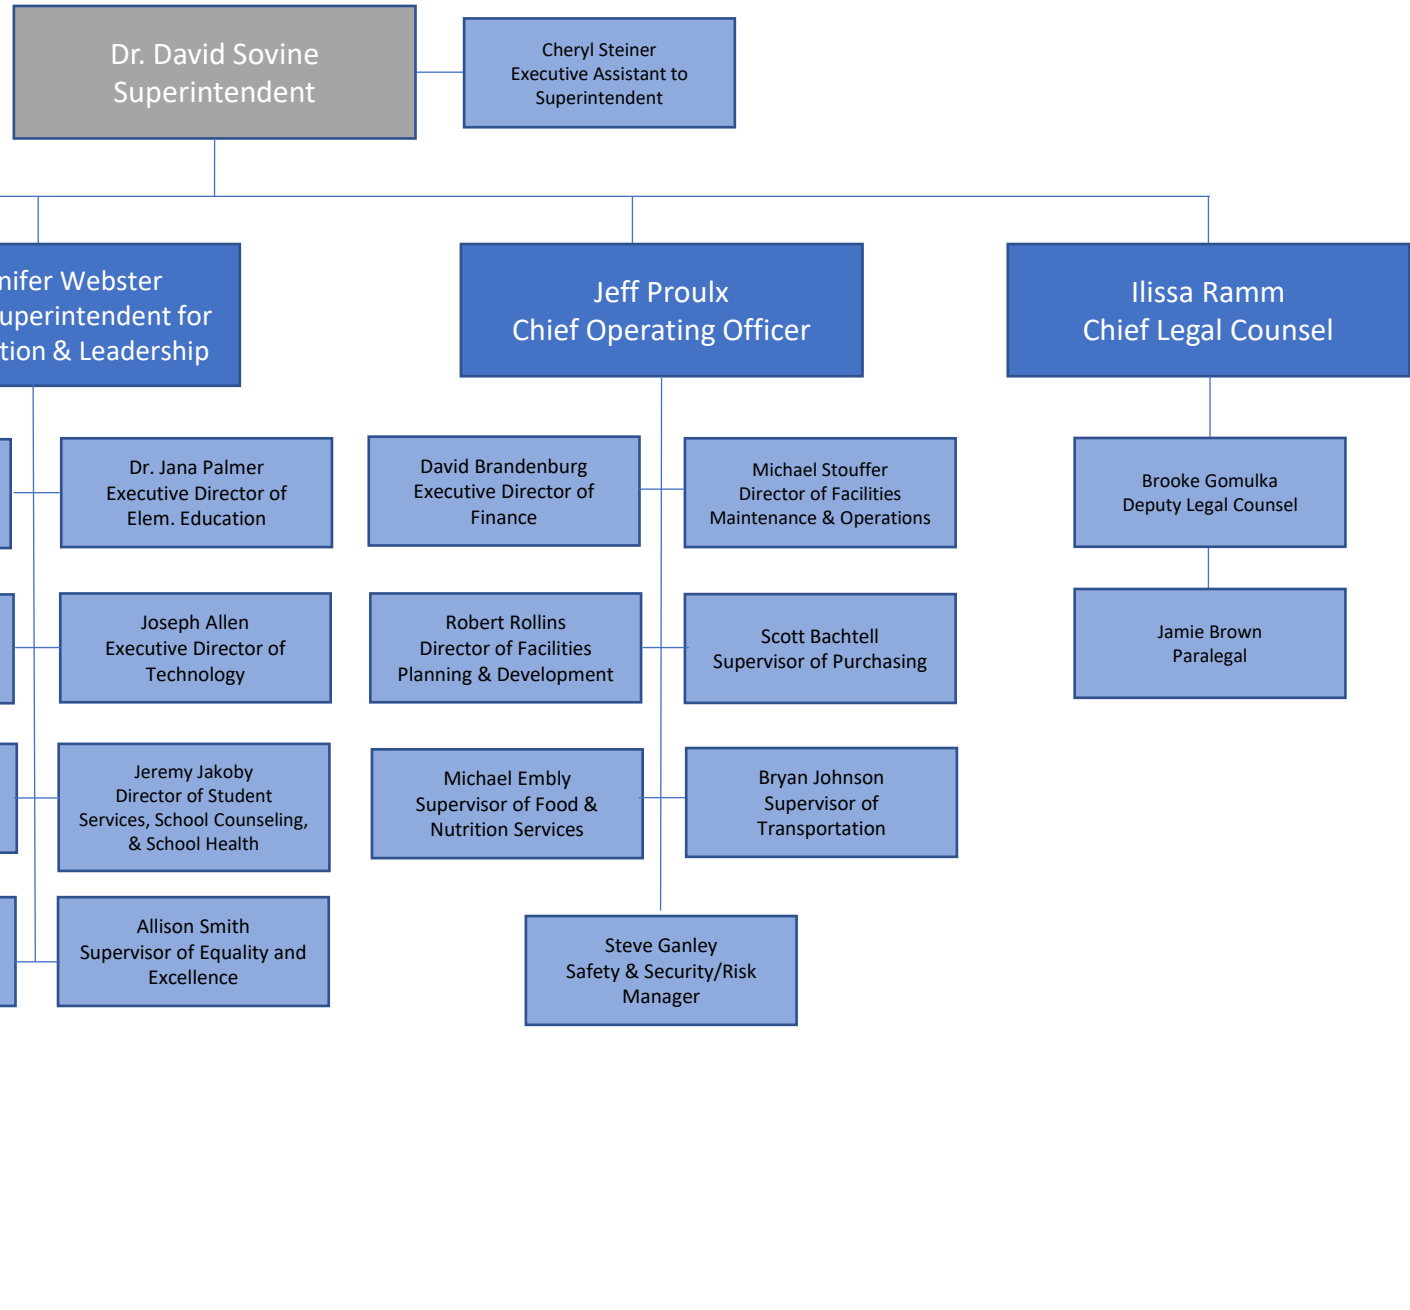 Dr. David Sovine
Superintendent
Cheryl Steiner
Executive Assistant to
Superintendent
nifer Webster
uperintendent for
tion & Leadership
Jeff Proulx
Chief Operating Officer
Ilissa Ramm
Chief Legal Counsel
Dr. Jana Palmer
Executive Director of
Elem. Education
Joseph Allen
Executive Director of
Technology
Jeremy Jakoby
Director of Student
Services, School Counseling,
& School Health
Allison Smith
Supervisor of Equality and
Excellence
David Brandenburg
Executive Director of
Finance
Michael Stouffer
Director of Facilities
Maintenance & Operations
Robert Rollins
Director of Facilities
Planning & Development
Scott Bachtell
Supervisor of Purchasing
Michael Embly
Supervisor of Food &
Nutrition Services
Bryan Johnson
Supervisor of
Transportation
Steve Ganley
Safety & Security/Risk
Manager
Brooke Gomulka
Deputy Legal Counsel
Jamie Brown
Paralegal